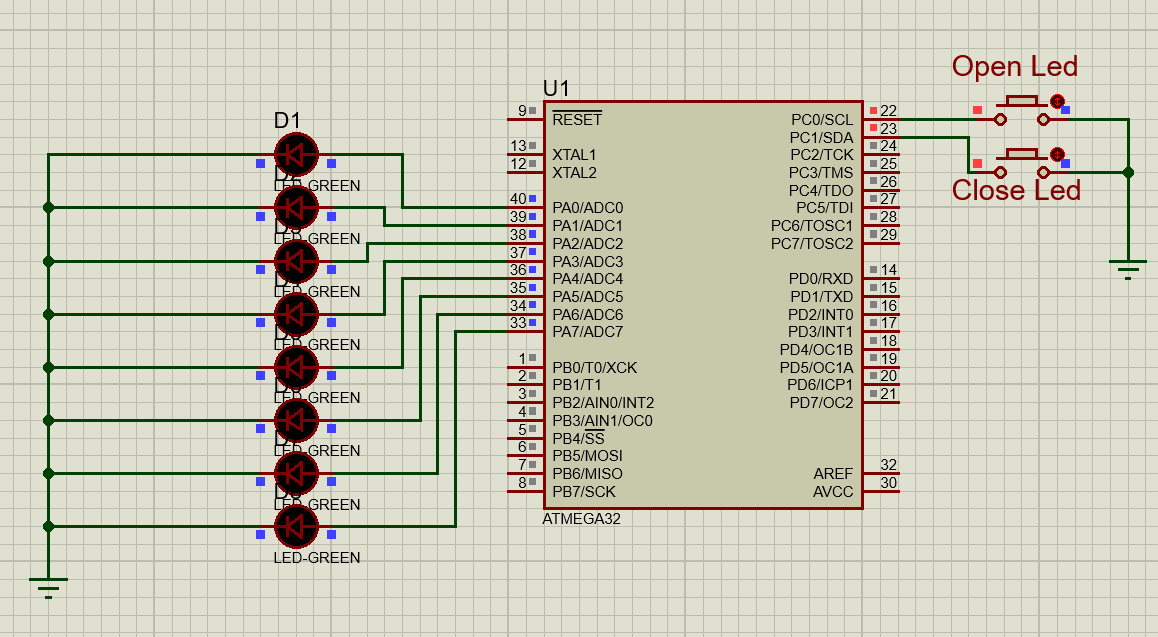 Open Led
Close Led
U1
ATMEGA32
9
RESET
13
XTAL1
12
XTAL2
40
PA0/ADC0
39
PA1/ADC1
38
PA2/ADC2
37
PA3/ADC3
36
PA4/ADC4
35
PA5/ADC5
34
PA6/ADC6
33
PA7/ADC7
1
PB0/T0/XCK
2
PB1/T1
3
PB2/AIN0/INT2
4
PB3/AIN1/OC0
5
PB4/SS
6
PB5/MOSI
7
PB6/MISO
8
PB7/SCK
PC0/SCL
22
PC1/SDA
23
PC2/TCK
24
PC3/TMS
25
PC4/TDO
26
PC5/TDI
27
PC6/TOSC1
28
PC7/TOSC2
29
PD0/RXD
14
PD1/TXD
15
PD2/INT0
16
PD3/INT1
17
PD4/OC1B
18
PD5/OC1A
19
PD6/ICP1
20
PD7/OC2
21
AREF
32
AVCC
30
D1
LED-GREEN
LED-GREEN
LED-GREEN
LED-GREEN
LED-GREEN
LED-GREEN
LED-GREEN
LED-GREEN